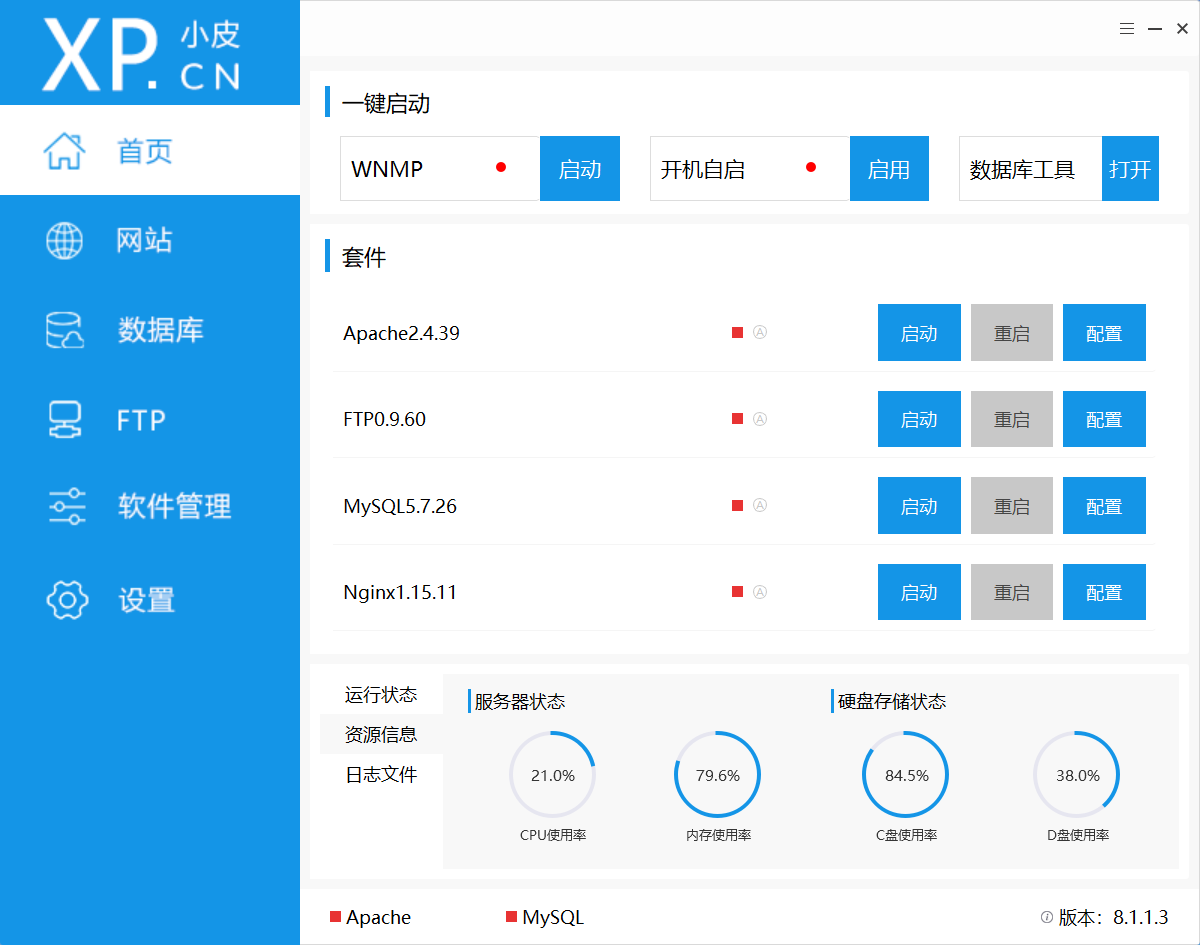 XP. 小皮
CN
首页
网站
数据库
FTP
软件管理
设置
一键启动
WNMP 启动 开机自启 启用 数据库工具 打开
套件
Apache2.4.39 Ⓐ 启动 重启 配置
FTP0.9.60 Ⓐ 启动 重启 配置
MySQL5.7.26 Ⓐ 启动 重启 配置
Nginx1.15.11 Ⓐ 启动 重启 配置
运行状态
资源信息
日志文件
服务器状态 硬盘存储状态
21.0% 79.6% 84.5% 38.0%
CPU使用率 内存使用率 C盘使用率 D盘使用率
Apache MySQL 版本：8.1.1.3